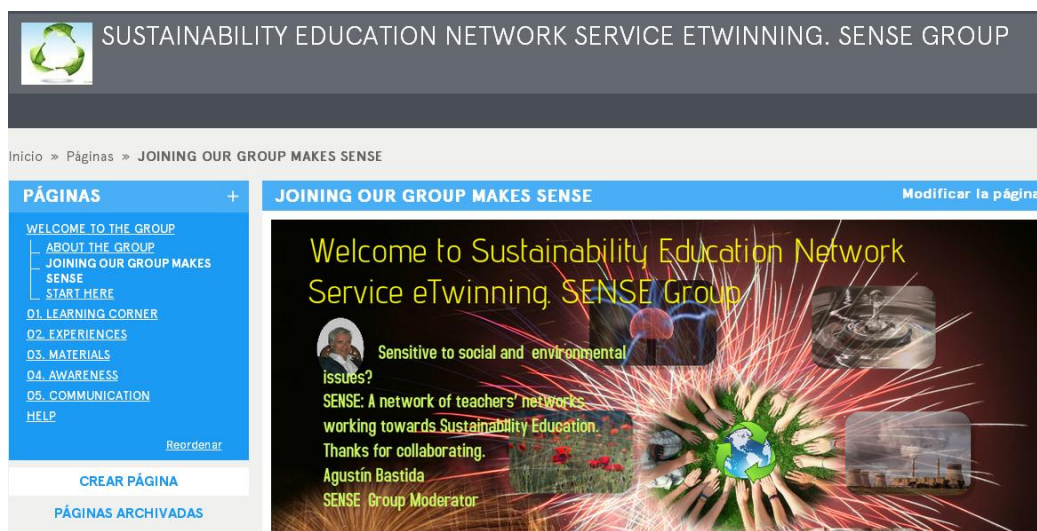 SUSTAINABILITY EDUCATION NETWORK SERVICE ETWINNING. SENSE GROUP
Inicio » Páginas » JOINING OUR GROUP MAKES SENSE
PÁGINAS +
WELCOME TO THE GROUP
ABOUT THE GROUP
JOINING OUR GROUP MAKES
SENSE
START HERE
01. LEARNING CORNER
02. EXPERIENCES
03. MATERIALS
04. AWARENESS
05. COMMUNICATION
HELP
Reordenar
CREAR PÁGINA
PÁGINAS ARCHIVADAS
JOINING OUR GROUP MAKES SENSE
Modificar la página
Welcome to Sustainability Education Network
Service eTwinning. SENSE Group
Sensitive to social and environmental
issues?
SENSE: A network of teachers' networks
working towards Sustainability Education.
Thanks for collaborating.
Agustín Bastida
SENSE Group Moderator